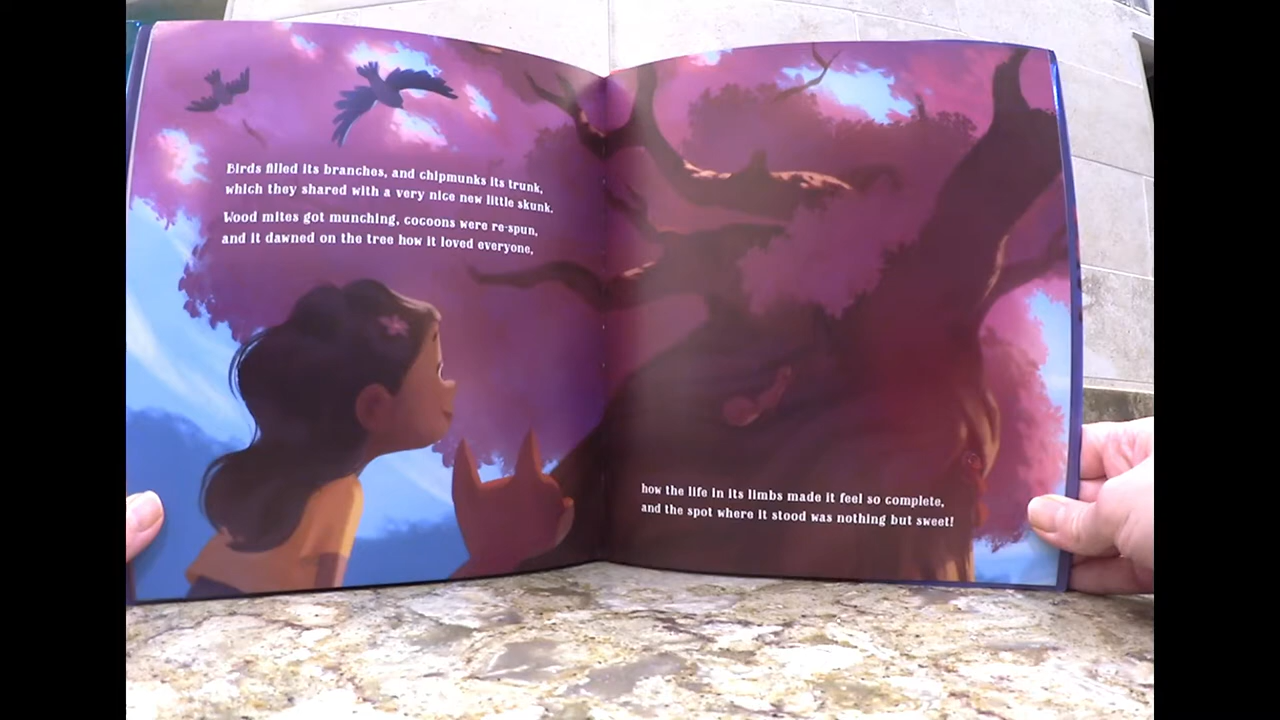 Birds filled its branches, and chipmunks its trunk,
which they shared with a very nice new little skunk.
Wood mites got munching, cocoons were re-spun,
and it dawned on the tree how it loved everyone,
how the life in its limbs made it feel so complete,
and the spot where it stood was nothing but sweet!